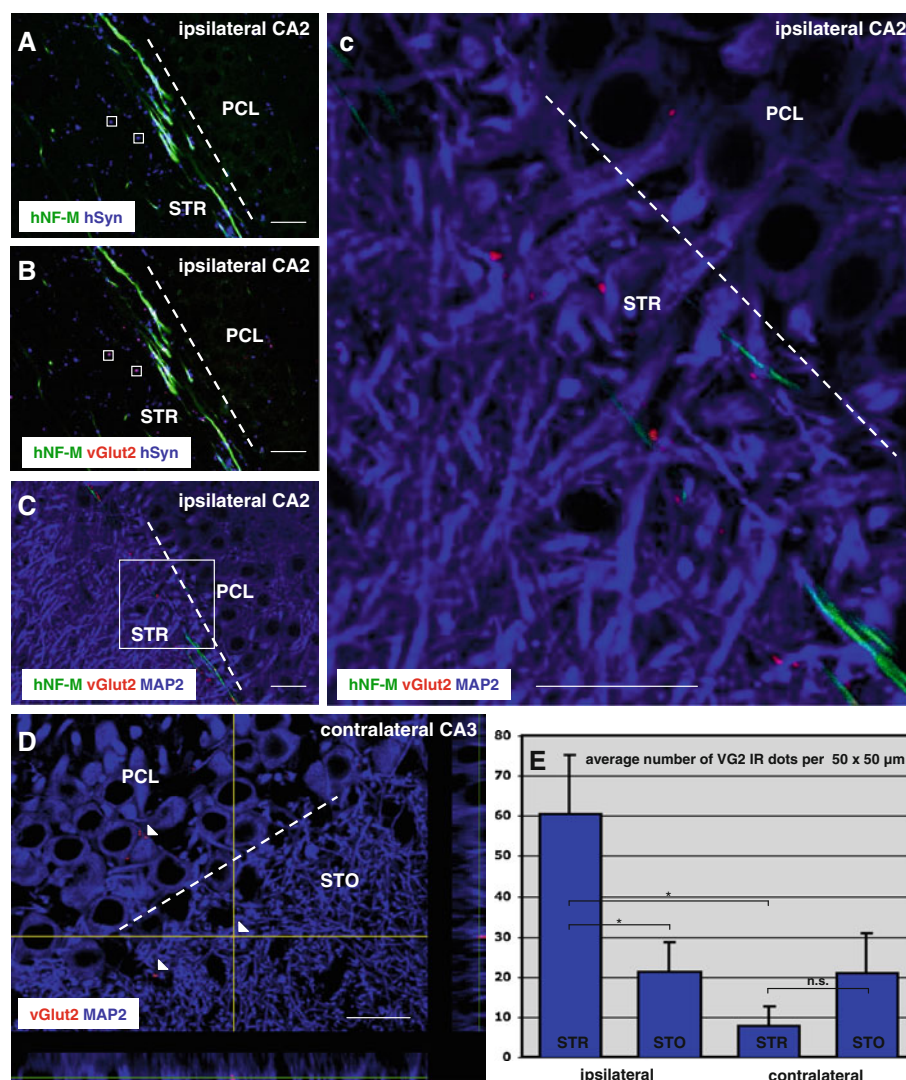 A
ipsilateral CA2
PCL
STR
hNF-M hSyn
B
ipsilateral CA2
PCL
STR
hNF-M vGlut2 hSyn
C
ipsilateral CA2
PCL
STR
hNF-M vGlut2 MAP2
c
ipsilateral CA2
PCL
STR
hNF-M vGlut2 MAP2
D
contralateral CA3
PCL
STO
vGlut2 MAP2
E
average number of VG2 IR dots per 50 x 50 µm
80
70
60
50
40
30
20
10
0
*
*
n.s.
STR STO STR STO
ipsilateral contralateral